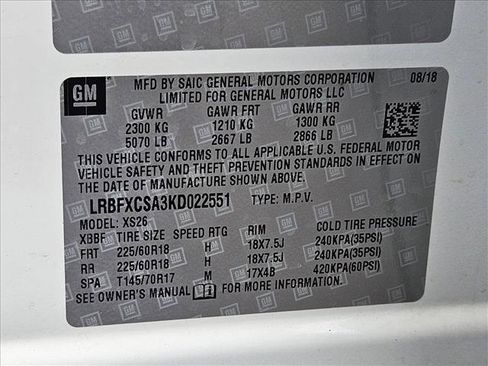 GM
MFD BY SAIC GENERAL MOTORS CORPORATION 08/18
LIMITED FOR GENERAL MOTORS LLC
GVWR GAWR FRT GAWR RR
2300 KG 1210 KG 1300 KG
5070 LB 2667 LB 2866 LB
THIS VEHICLE CONFORMS TO ALL APPLICABLE U.S. FEDERAL MOTOR
VEHICLE SAFETY AND THEFT PREVENTION STANDARDS IN EFFECT ON
THE DATE OF MANUFACTURE SHOWN ABOVE.
LRBFXCSA3KD022551 TYPE: M.P.V.
MODEL: XS26
XBBF TIRE SIZE SPEED RTG RIM COLD TIRE PRESSURE
FRT 225/60R18 H 18X7.5J 240KPA(35PSI)
RR 225/60R18 H 18X7.5J 240KPA(35PSI)
SPA T145/70R17 M 17X4B 420KPA(60PSI)
SEE OWNER'S MANUAL FOR MORE INFORMATION.